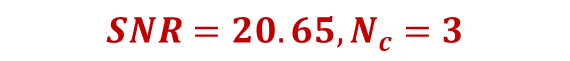 SNR = 20.65, N_c = 3